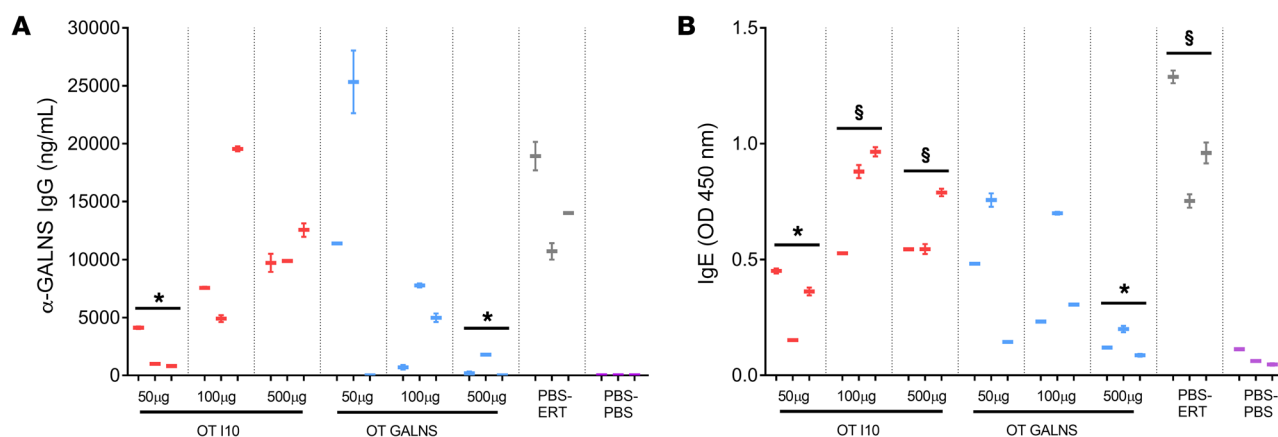 A
α-GALNS IgG (ng/mL)
30000
25000
20000
15000
10000
5000
0
*
*
50µg 100µg 500µg 50µg 100µg 500µg PBS-ERT PBS-PBS
OT I10 OT GALNS
B
IgE (OD 450 nm)
1.5
1.0
0.5
0.0
*
§
§
*
§
50µg 100µg 500µg 50µg 100µg 500µg PBS-ERT PBS-PBS
OT I10 OT GALNS